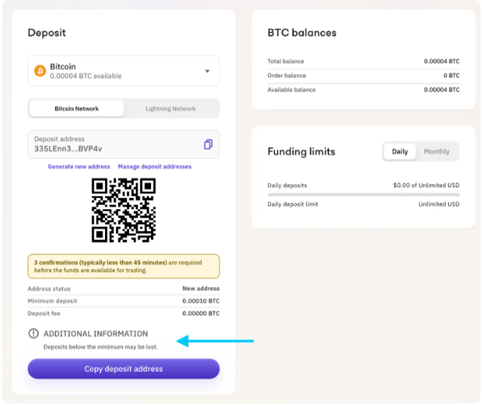 Deposit
Bitcoin
0.00004 BTC available
Bitcoin Network
Lightning Network
Deposit address
335LEnn3...BVP4v
Generate new address
Manage deposit addresses
3 confirmations (typically less than 45 minutes) are required
before the funds are available for trading.
Address status
New address
Minimum deposit
0.00010 BTC
Deposit fee
0.00000 BTC
ADDITIONAL INFORMATION
Deposits below the minimum may be lost.
Copy deposit address
BTC balances
Total balance
0.00004 BTC
Order balance
0 BTC
Available balance
0.00004 BTC
Funding limits
Daily
Monthly
Daily deposits
$0.00 of Unlimited USD
Daily deposit limit
Unlimited USD